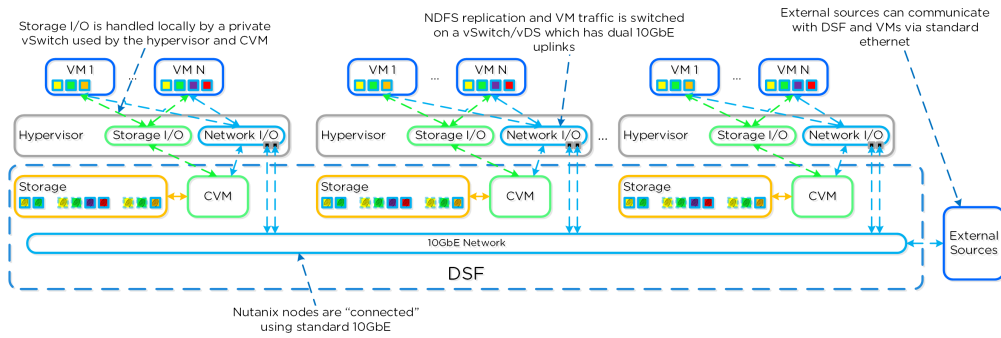 Storage I/O is handled locally by a private
vSwitch used by the hypervisor and CVM
NDFS replication and VM traffic is switched
on a vSwitch/vDS which has dual 10GbE
uplinks
External sources can communicate
with DSF and VMs via standard
ethernet
VM 1
...
VM N
VM 1
...
VM N
VM 1
...
VM N
Hypervisor
Storage I/O
Network I/O
Hypervisor
Storage I/O
Network I/O
...
Hypervisor
Storage I/O
Network I/O
Storage
CVM
Storage
CVM
Storage
CVM
10GbE Network
External
Sources
DSF
Nutanix nodes are “connected”
using standard 10GbE